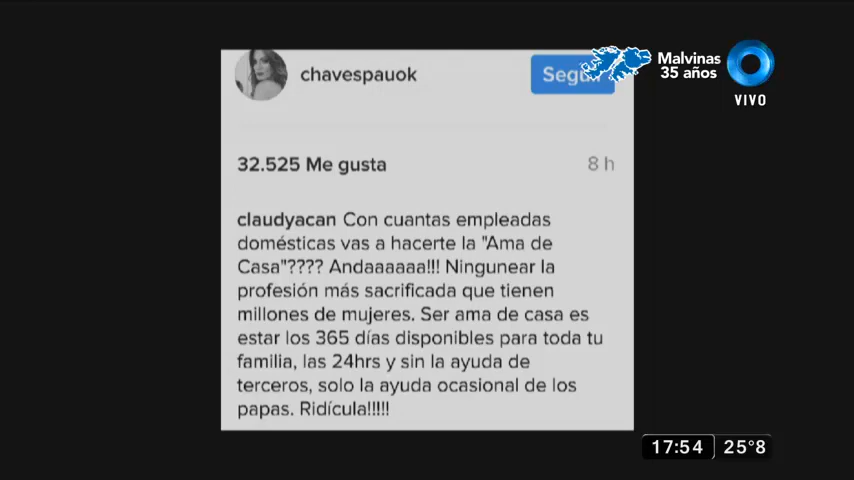 chavespauok
Malvinas
35 años
VIVO
32.525 Me gusta
8 h
claudyacan Con cuantas empleadas
domésticas vas a hacerte la "Ama de
Casa"???? Andaaaaaa!!! Ningunear la
profesión más sacrificada que tienen
millones de mujeres. Ser ama de casa es
estar los 365 días disponibles para toda tu
familia, las 24hrs y sin la ayuda de
terceros, solo la ayuda ocasional de los
papas. Ridícula!!!!!
17:54 25°8